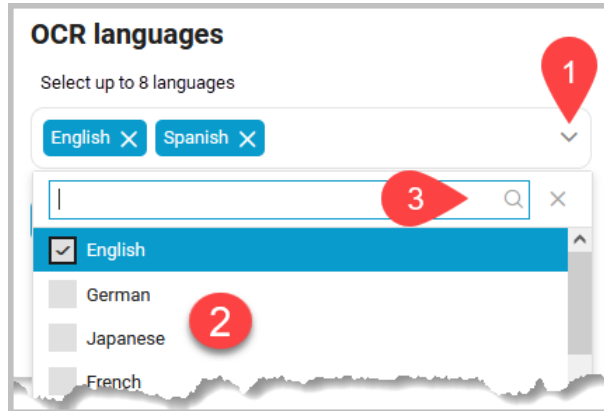 OCR languages
Select up to 8 languages
1
English Spanish
3
English
German
2
Japanese
French